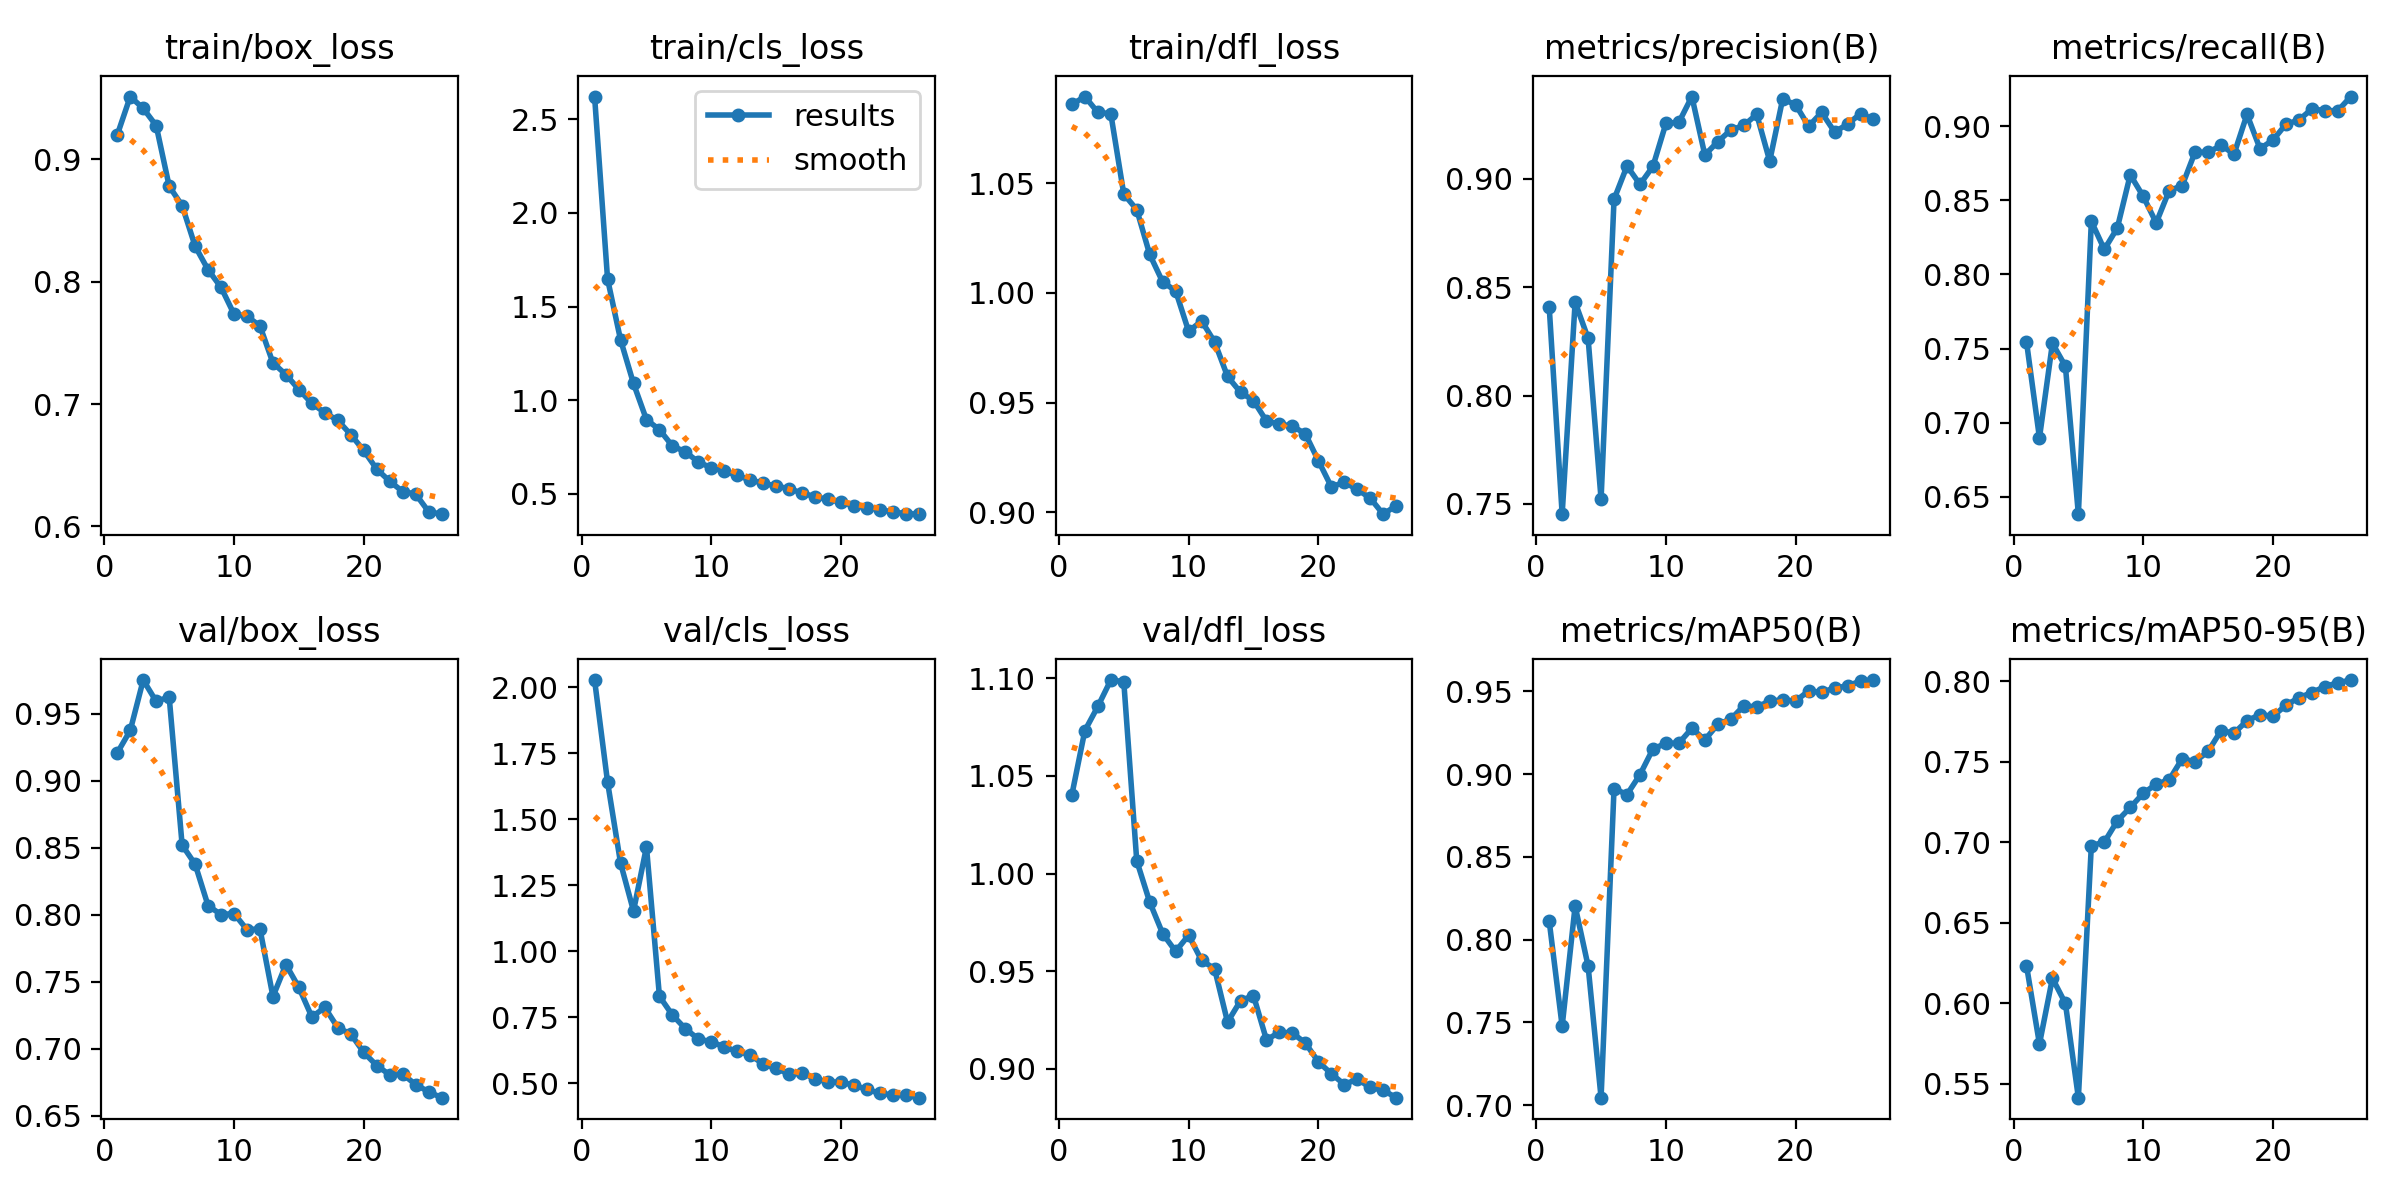 train/box_loss
0.9
0.8
0.7
0.6
0 10 20
train/cls_loss
results
smooth
2.5
2.0
1.5
1.0
0.5
0 10 20
train/dfl_loss
1.05
1.00
0.95
0.90
0 10 20
metrics/precision(B)
0.90
0.85
0.80
0.75
0 10 20
metrics/recall(B)
0.90
0.85
0.80
0.75
0.70
0.65
0 10 20
val/box_loss
0.95
0.90
0.85
0.80
0.75
0.70
0.65
0 10 20
val/cls_loss
2.00
1.75
1.50
1.25
1.00
0.75
0.50
0 10 20
val/dfl_loss
1.10
1.05
1.00
0.95
0.90
0 10 20
metrics/mAP50(B)
0.95
0.90
0.85
0.80
0.75
0.70
0 10 20
metrics/mAP50-95(B)
0.80
0.75
0.70
0.65
0.60
0.55
0 10 20